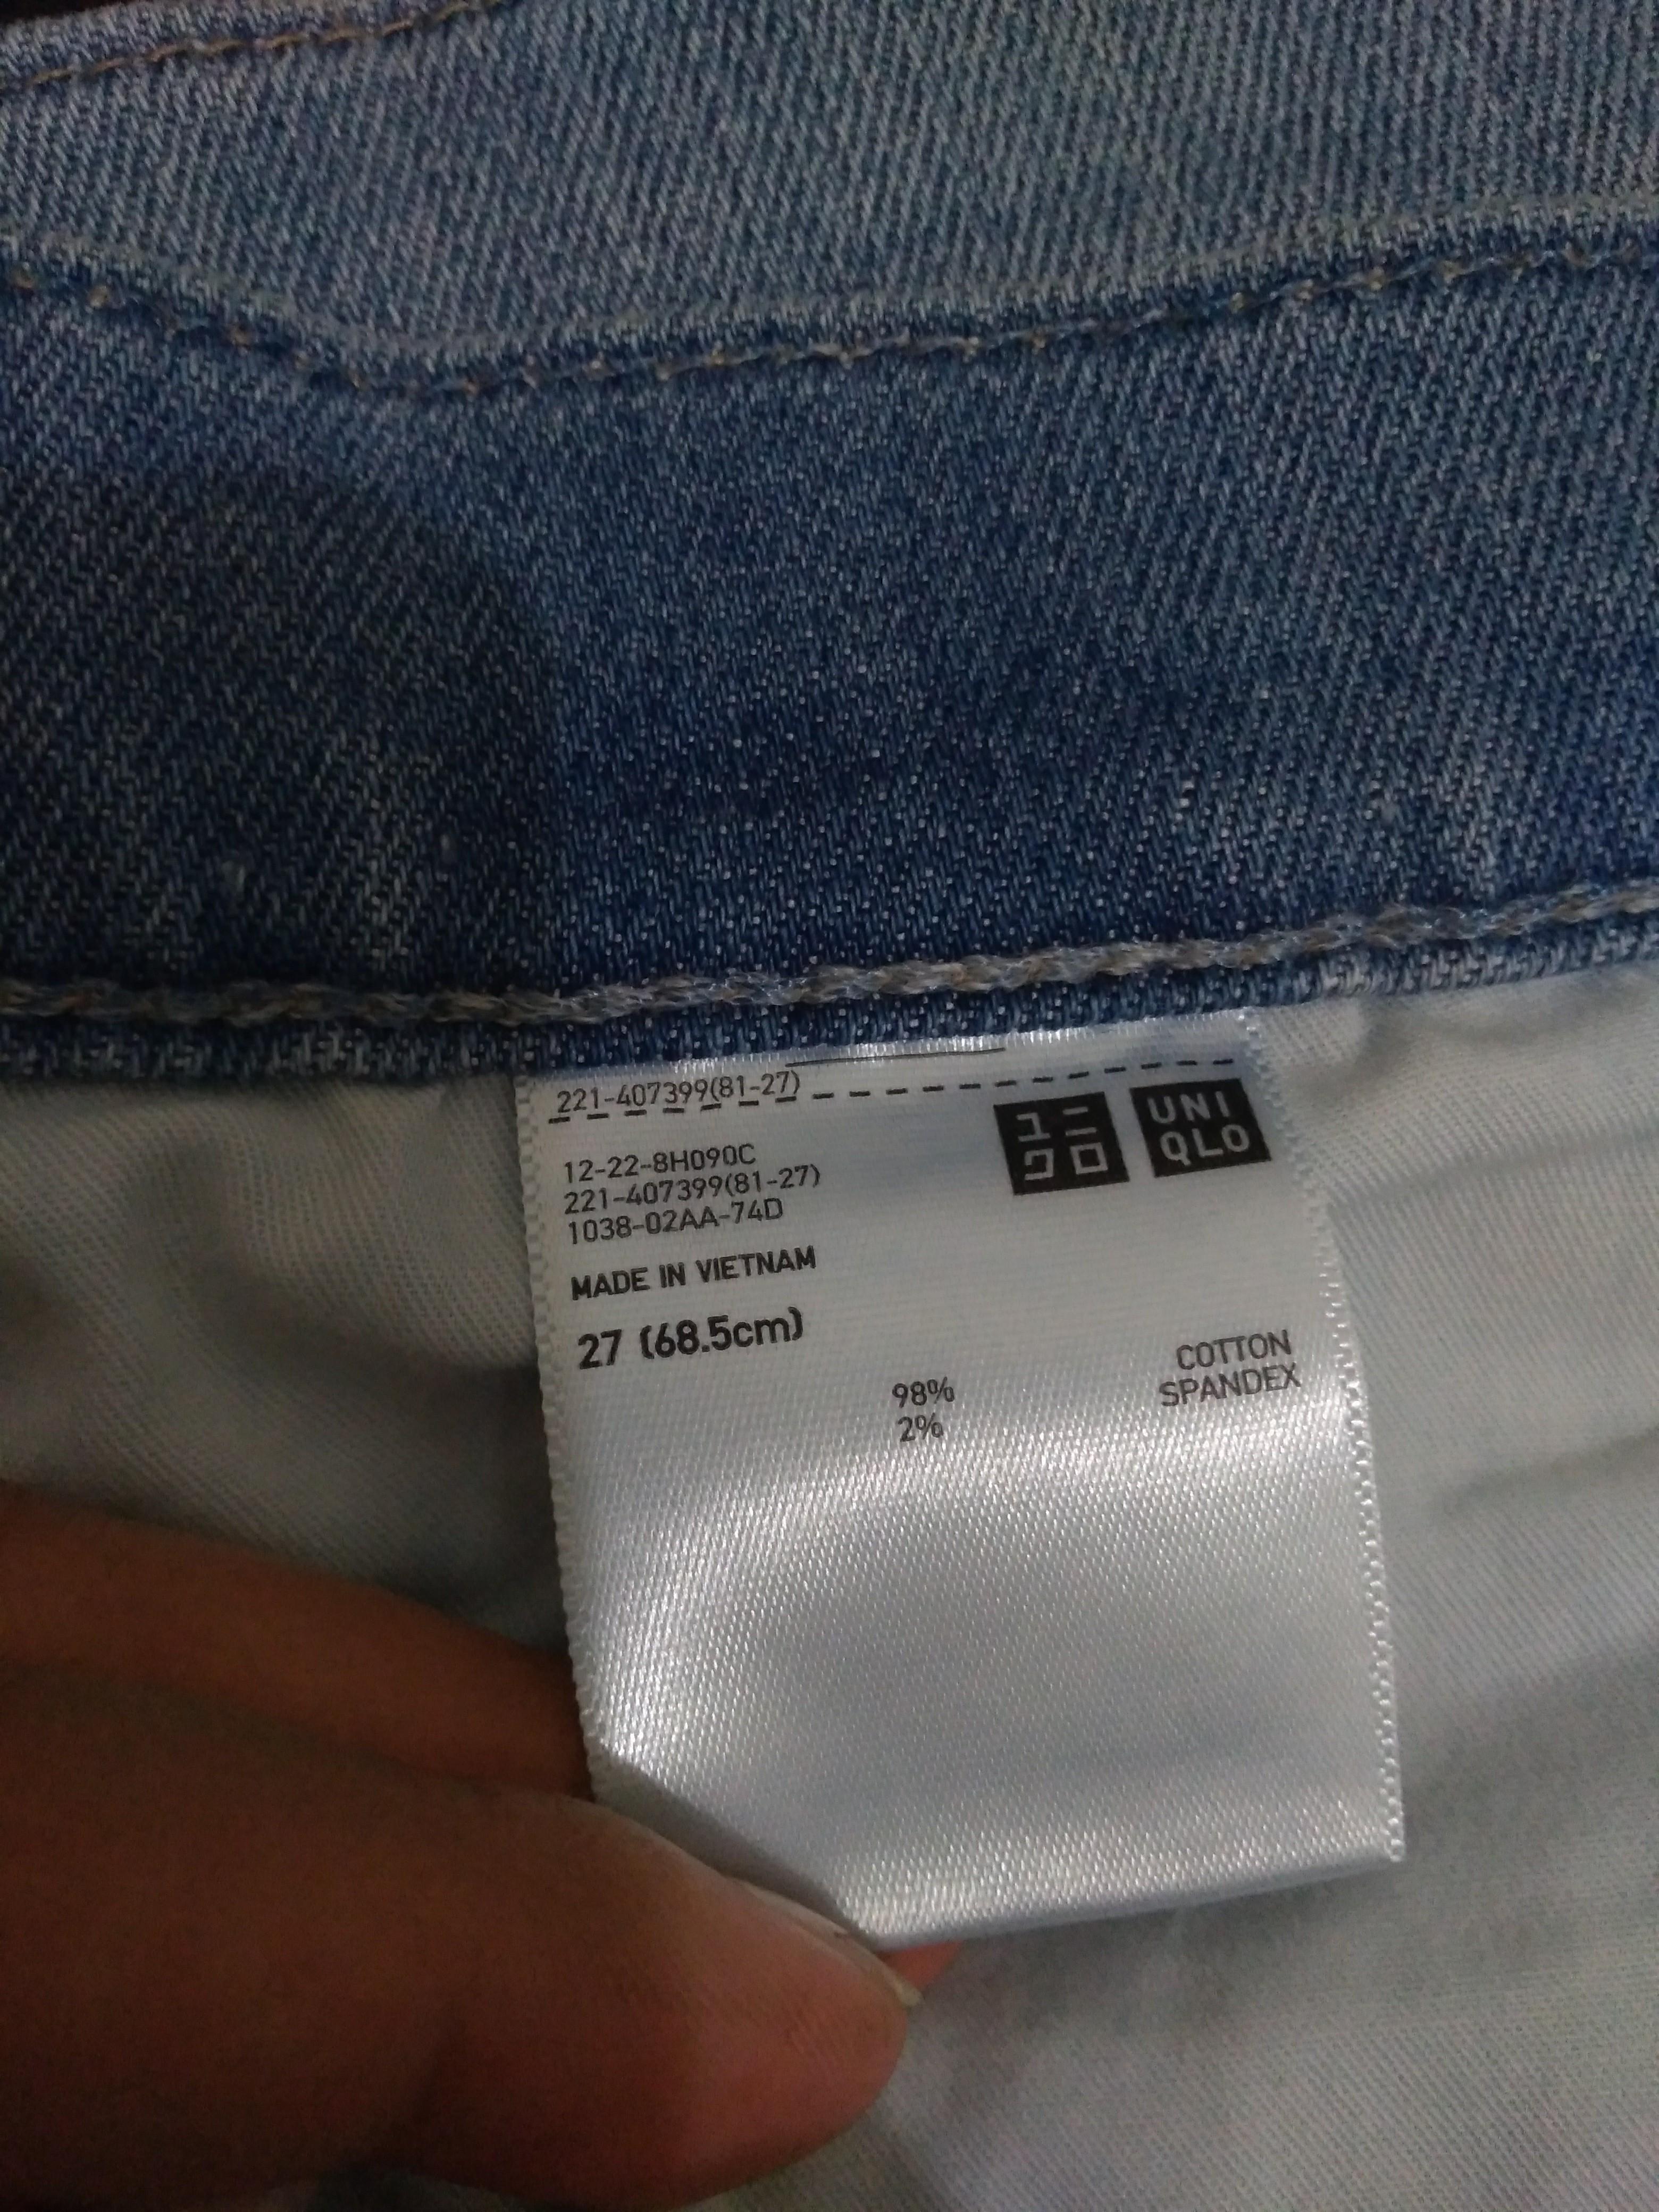 221-407399(81-27)
ユニ
クロ
UNI
QLO
12-22-8H090C
221-407399(81-27)
1038-02AA-74D
MADE IN VIETNAM
27 (68.5cm)
98% COTTON
2% SPANDEX